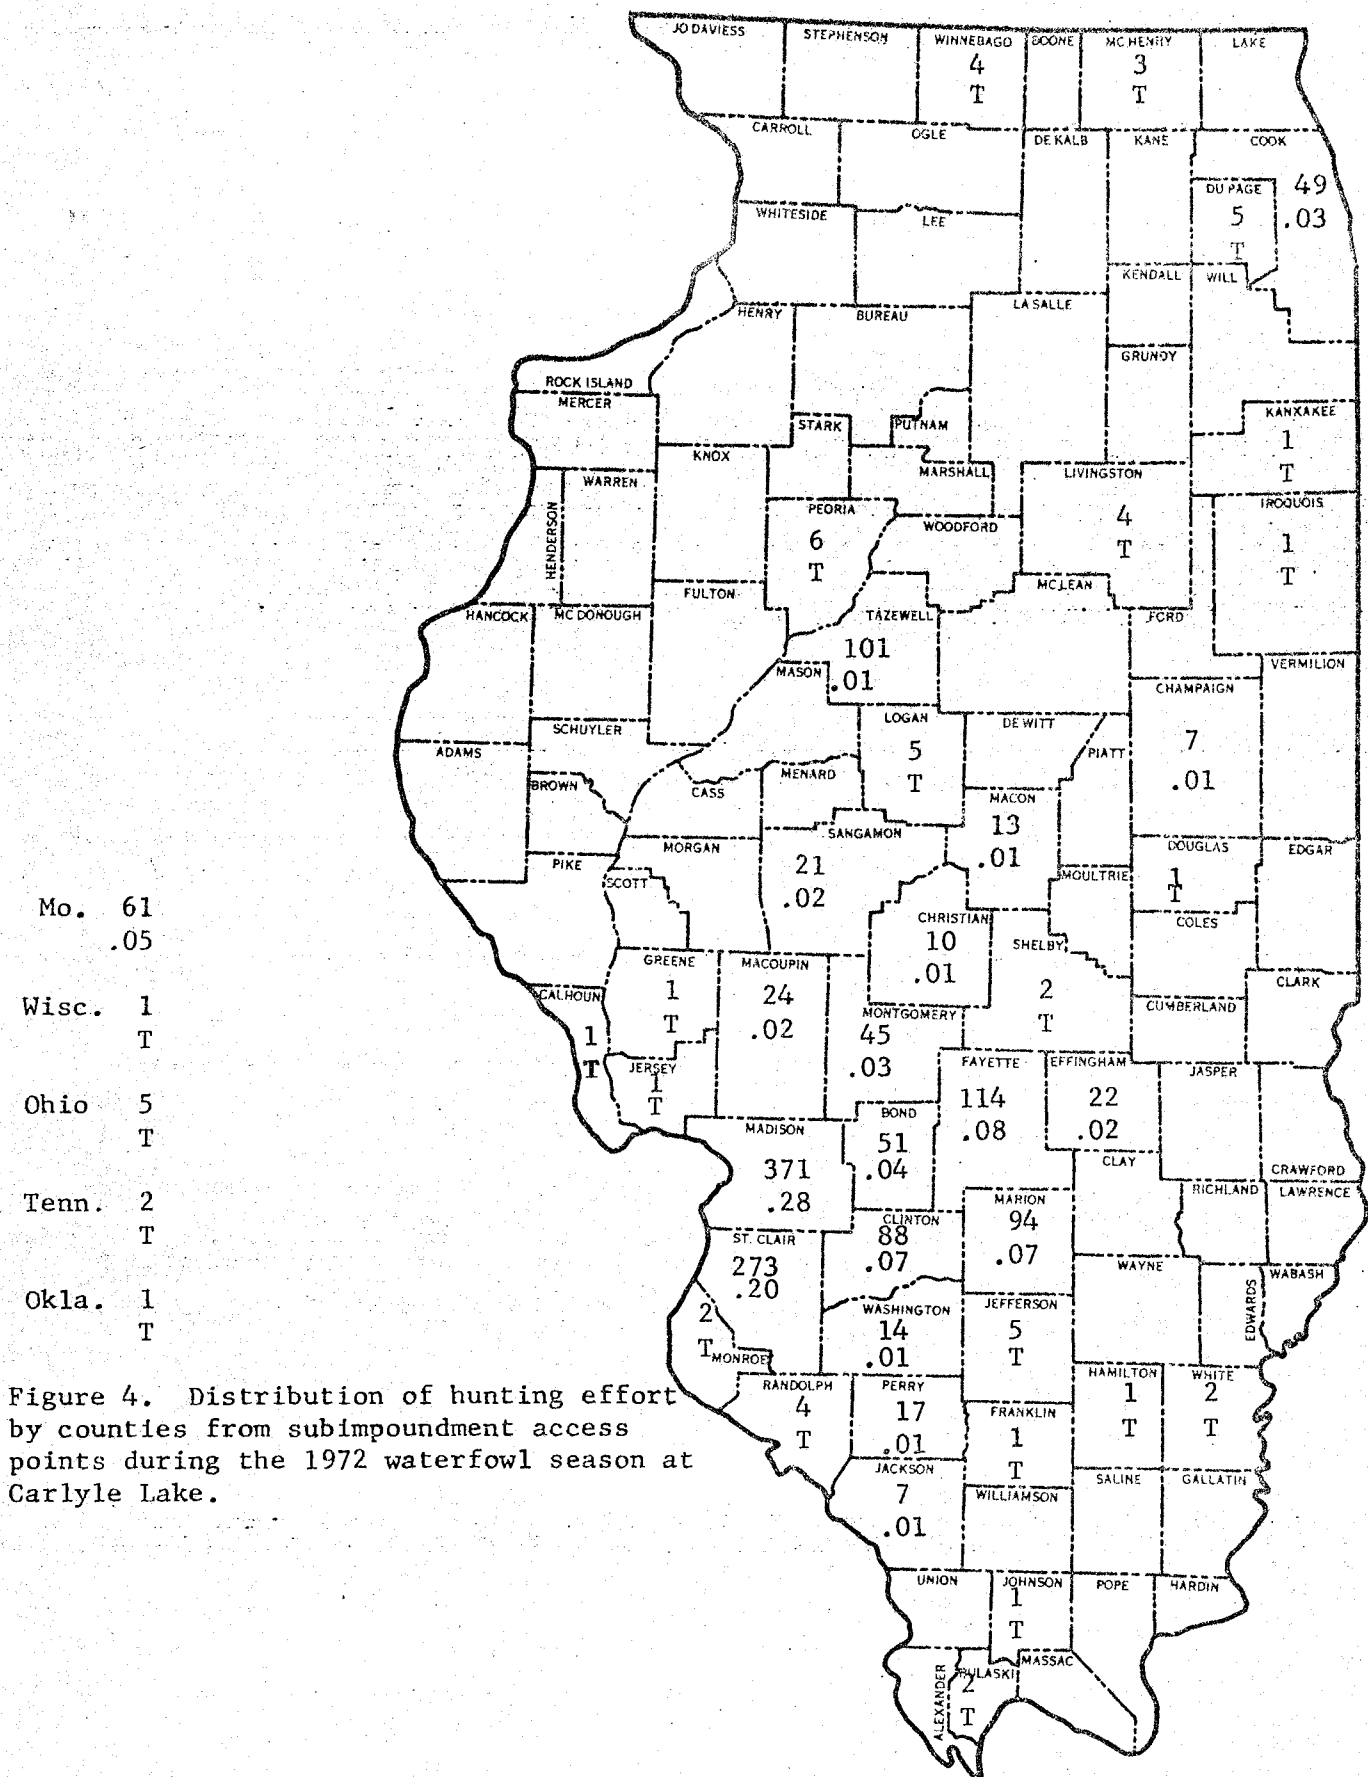 JO DAVIESS
STEPHENSON
WINNEBAGO
4
T
BOONE
MC HENRY
3
T
LAKE
CARROLL
OGLE
DE KALB
KANE
COOK
49
.03
DU PAGE
5
T
WHITESIDE
LEE
KENDALL
WILL
HENRY
BUREAU
LA SALLE
GRUNDY
ROCK ISLAND
MERCER
STARK
PUTNAM
KANKAKEE
1
T
KNOX
MARSHALL
LIVINGSTON
4
T
HENDERSON
WARREN
PEORIA
6
T
WOODFORD
IROQUOIS
1
T
FULTON
MCLEAN
HANCOCK
MC DONOUGH
TAZEWELL
101
.01
FORD
MASON
VERMILION
CHAMPAIGN
7
.01
SCHUYLER
LOGAN
5
T
DE WITT
PIATT
ADAMS
BROWN
CASS
MENARD
MACON
13
.01
SANGAMON
21
.02
MORGAN
DOUGLAS
1
T
EDGAR
PIKE
SCOTT
MOULTRIE
CHRISTIAN
10
.01
COLES
SHELBY
2
T
GREENE
1
T
MACOUPIN
24
.02
CLARK
CALHOUN
1
T
MONTGOMERY
45
.03
CUMBERLAND
JERSEY
1
T
FAYETTE
114
.08
EFFINGHAM
22
.02
JASPER
BOND
51
.04
MADISON
371
.28
CLAY
CRAWFORD
RICHLAND
LAWRENCE
MARION
94
.07
CLINTON
88
.07
ST. CLAIR
273
.20
WAYNE
WABASH
EDWARDS
WASHINGTON
14
.01
JEFFERSON
5
T
2
T
MONROE
HAMILTON
1
T
WHITE
2
T
RANDOLPH
4
T
PERRY
17
.01
FRANKLIN
1
T
JACKSON
7
.01
SALINE
GALLATIN
WILLIAMSON
UNION
JOHNSON
1
T
POPE
HARDIN
MASSAC
PULASKI
2
T
ALEXANDER
Mo. 61
.05
Wisc. 1
T
Ohio 5
T
Tenn. 2
T
Okla. 1
T
Figure 4. Distribution of hunting effort
by counties from subimpoundment access
points during the 1972 waterfowl season at
Carlyle Lake.